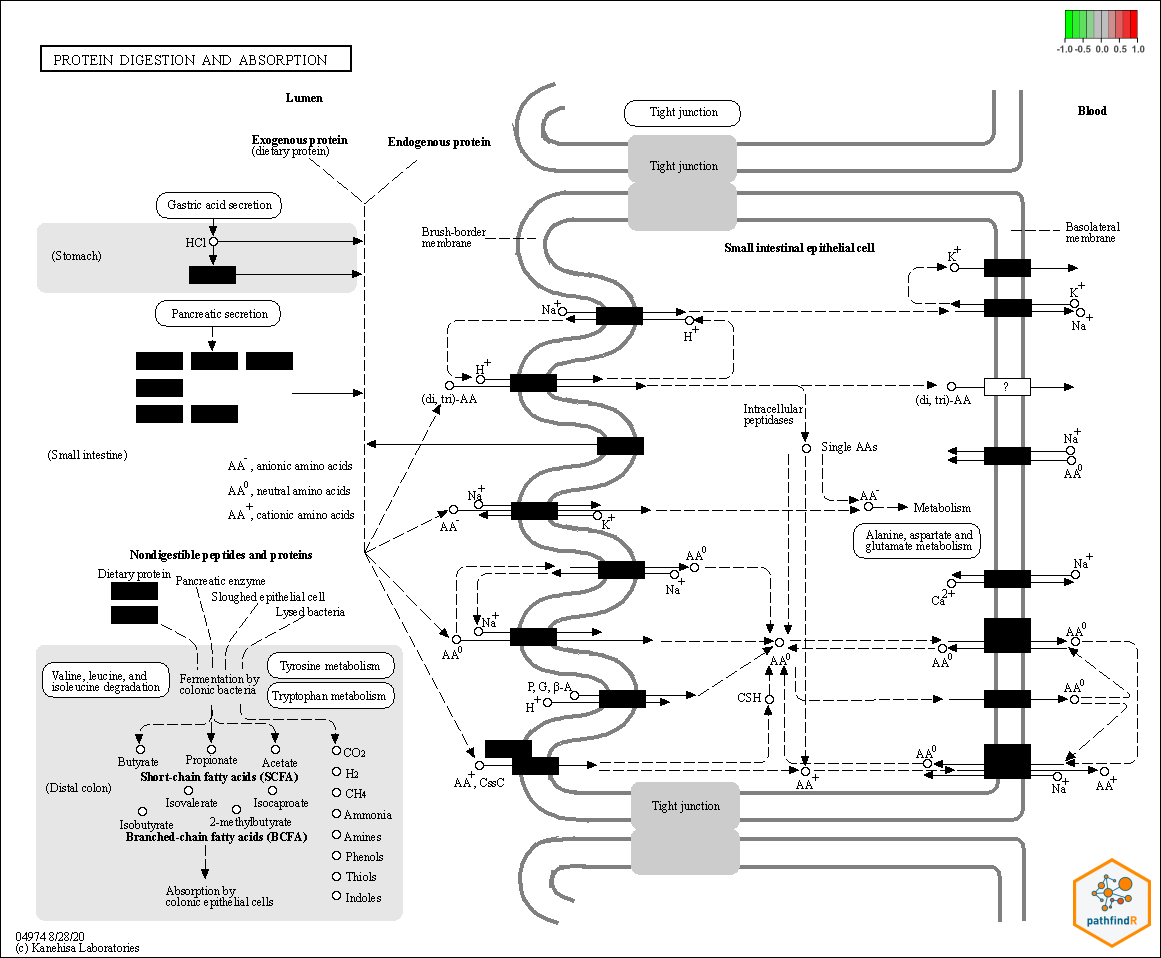 -1.0 -0.5 0.0 0.5 1.0
PROTEIN DIGESTION AND ABSORPTION
Lumen
Tight junction
Blood
Exogenous protein
(dietary protein)
Endogenous protein
Tight junction
Gastric acid secretion
HCl
(Stomach)
Brush-border
membrane
Small intestinal epithelial cell
Basolateral
membrane
K+
Pancreatic secretion
Na+
H+
K+
Na+
H+
(di, tri)-AA
?
(di, tri)-AA
Intracellular
peptidases
Single AAs
Na+
AA0
(Small intestine)
AA-, anionic amino acids
AA0, neutral amino acids
AA+, cationic amino acids
Na+
AA-
K+
AA-
Metabolism
Alanine, aspartate and
glutamate metabolism
Nondigestible peptides and proteins
Dietary protein
Pancreatic enzyme
Sloughed epithelial cell
Lysed bacteria
AA0
Na+
Na+
Ca2+
Na+
AA0
AA0
AA0
AA0
Valine, leucine, and
isoleucine degradation
Fermentation by
colonic bacteria
Tyrosine metabolism
Tryptophan metabolism
P, G, β-A
H+
CSH
AA0
Butyrate
Propionate
Acetate
CO2
Short-chain fatty acids (SCFA)
H2
(Distal colon)
Isovalerate
Isocaproate
CH4
Isobutyrate
2-methylbutyrate
Ammonia
Branched-chain fatty acids (BCFA)
Amines
Phenols
Thiols
Indoles
Absorption by
colonic epithelial cells
AA+, CssC
AA+
AA0
Na+
AA+
Tight junction
pathfindR
04974 8/28/20
(c) Kanehisa Laboratories